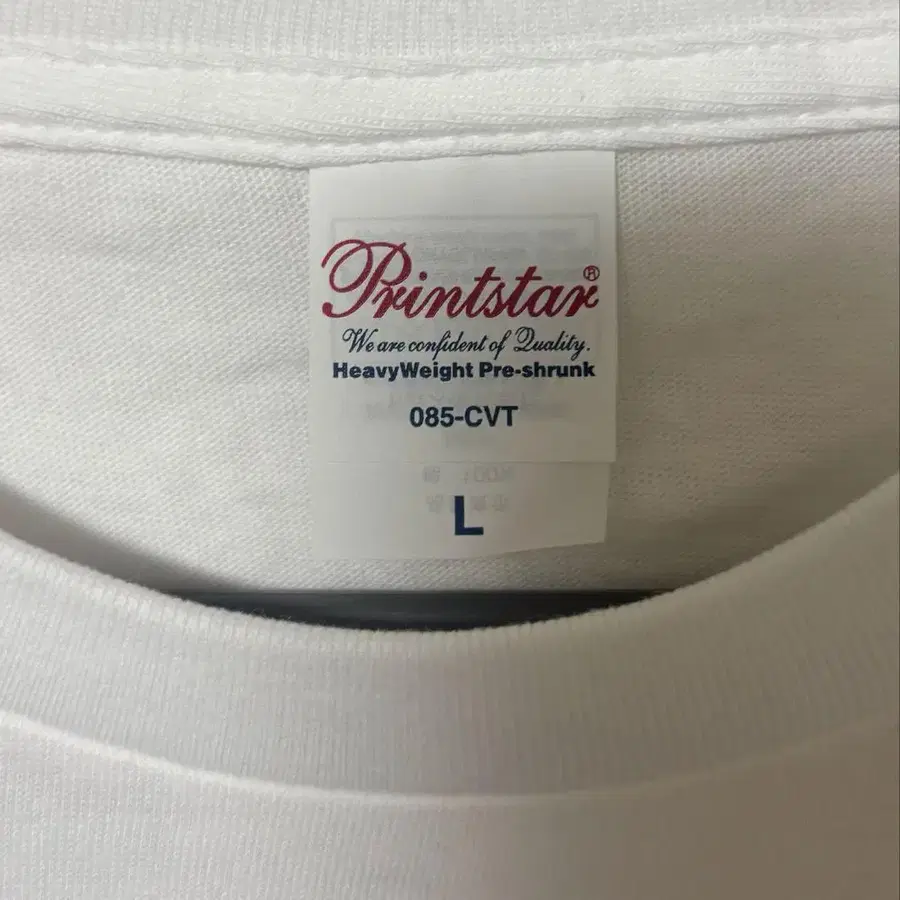 Printstar®
We are confident of Quality.
HeavyWeight Pre-shrunk
085-CVT
L